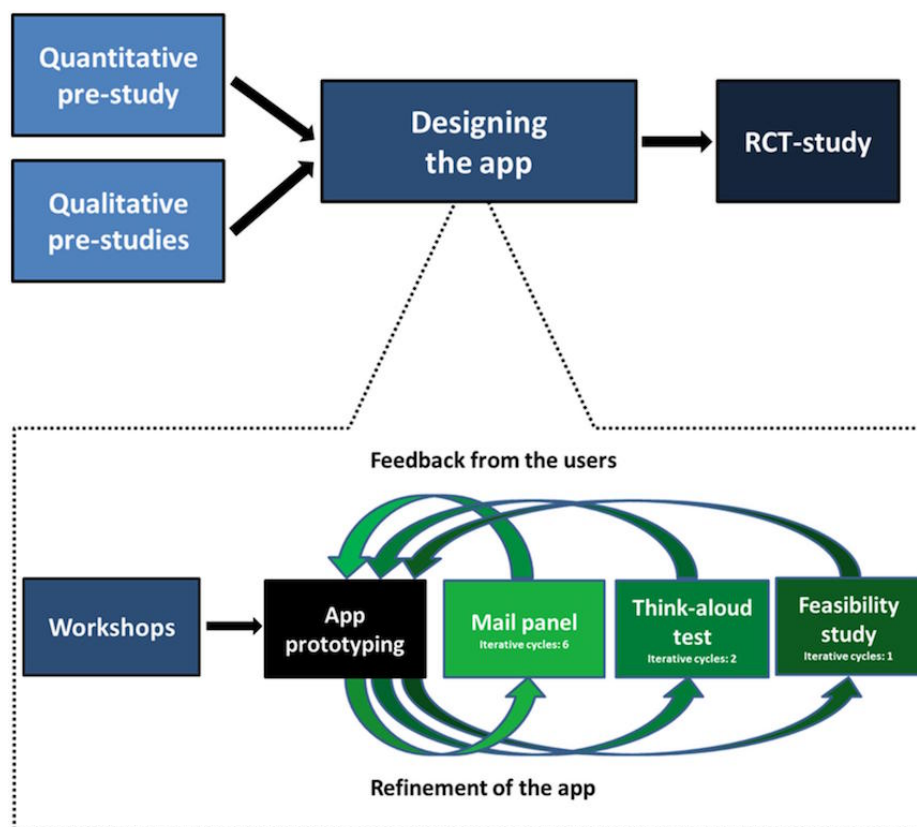 Quantitative
pre-study
Designing
the app
RCT-study
Qualitative
pre-studies
Feedback from the users
Workshops
App
prototyping
Mail panel
Iterative cycles: 6
Think-aloud
test
Iterative cycles: 2
Feasibility
study
Iterative cycles: 1
Refinement of the app